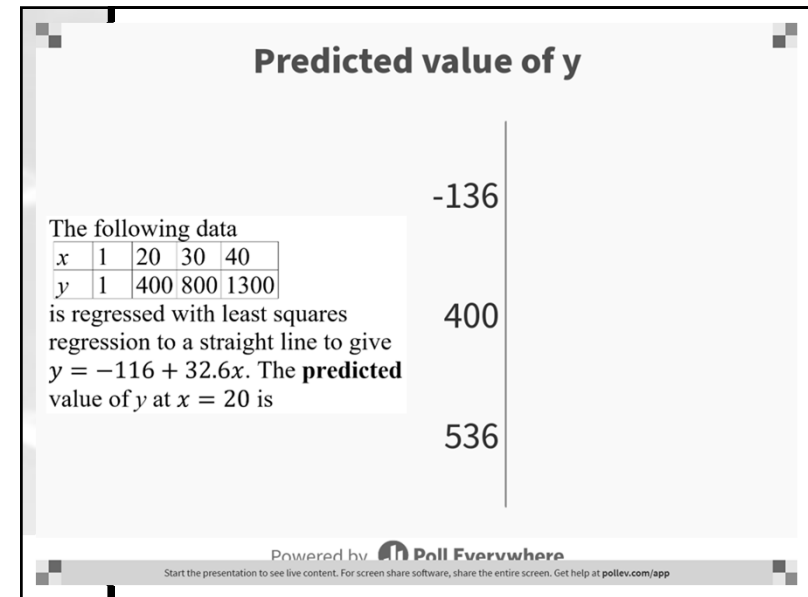 Predicted value of y
The following data
x 1 20 30 40
y 1 400 800 1300
is regressed with least squares
regression to a straight line to give
y = −116 + 32.6x. The predicted
value of y at x = 20 is
-136
400
536
Powered by Poll Everywhere
Start the presentation to see live content. For screen share software, share the entire screen. Get help at pollev.com/app